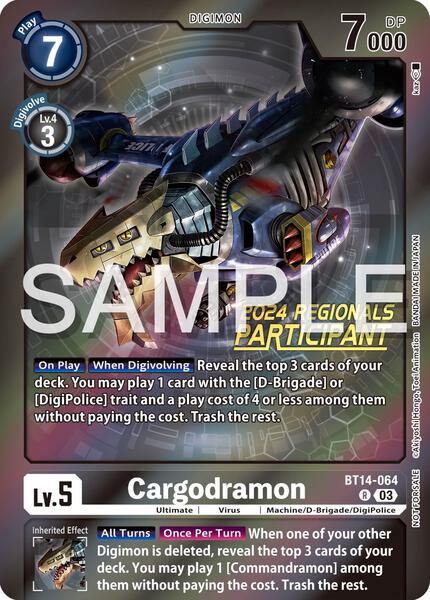 Play
7
DIGIMON
7000
DP
Digivolve
Lv.4
3
POLICE
SAMPLE
2024 REGIONALS
PARTICIPANT
On Play When Digivolving Reveal the top 3 cards of your
deck. You may play 1 card with the [D-Brigade] or
[DigiPolice] trait and a play cost of 4 or less among them
without paying the cost. Trash the rest.
©Akiyoshi Hongo, Toei Animation BANDAI MADE IN JAPAN
NOT FOR SALE
Lv.5
Cargodramon
BT14-064
R 03
Ultimate Virus Machine/D-Brigade/DigiPolice
Inherited Effect
All Turns Once Per Turn When one of your other
Digimon is deleted, reveal the top 3 cards of your
deck. You may play 1 [Commandramon] among
them without paying the cost. Trash the rest.